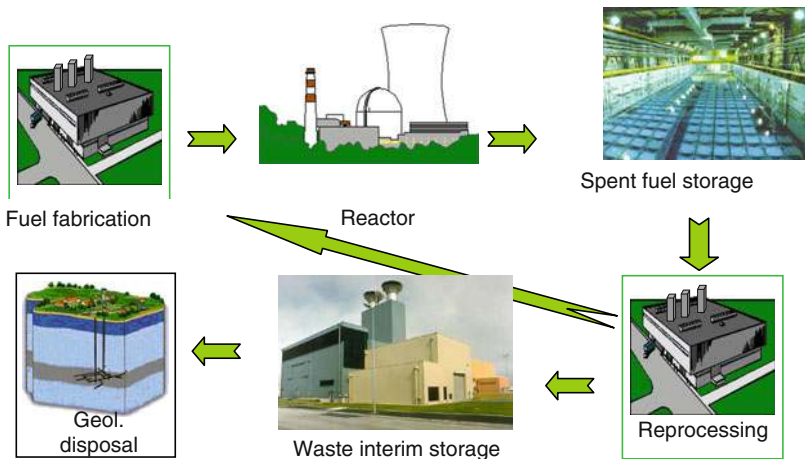 Spent fuel storage
Fuel fabrication
Reactor
Geol.
disposal
Waste interim storage
Reprocessing